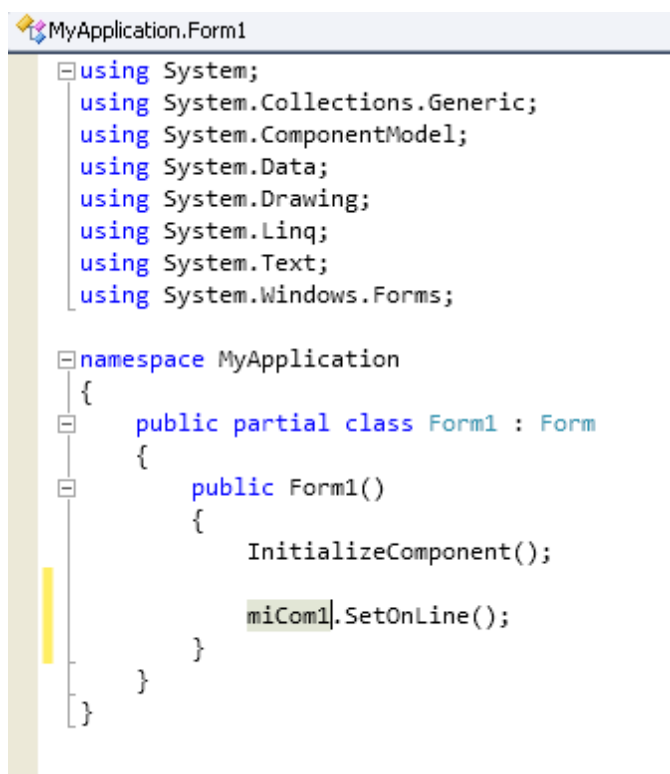 MyApplication.Form1
using System;
using System.Collections.Generic;
using System.ComponentModel;
using System.Data;
using System.Drawing;
using System.Linq;
using System.Text;
using System.Windows.Forms;
namespace MyApplication
{
public partial class Form1 : Form
{
public Form1()
{
InitializeComponent();
miCom1.SetOnLine();
}
}
}